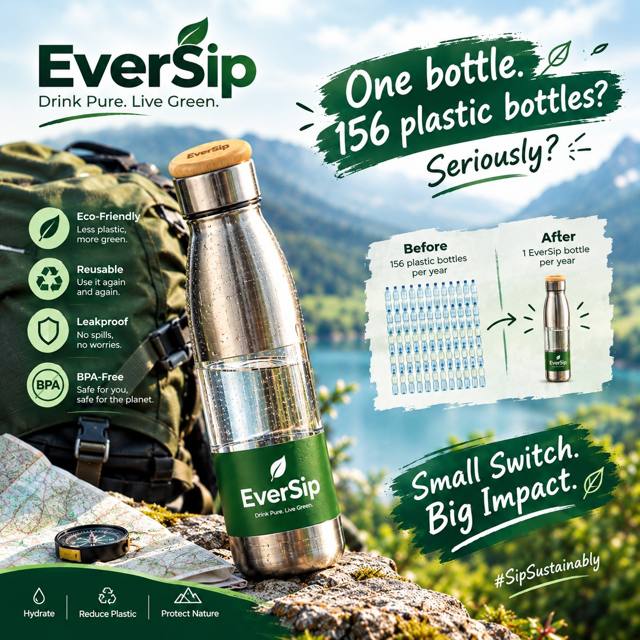 EverSip
Drink Pure. Live Green.
One bottle.
156 plastic bottles?
Seriously?
EverSip
Eco-Friendly
Less plastic,
more green.
Reusable
Use it again
and again.
Leakproof
No spills,
no worries.
BPA
BPA-Free
Safe for you,
safe for the planet.
Before
156 plastic bottles
per year
After
1 EverSip bottle
per year
EverSip
EverSip
Drink Pure. Live Green.
Small Switch.
Big Impact.
#SipSustainably
Hydrate
Reduce Plastic
Protect Nature